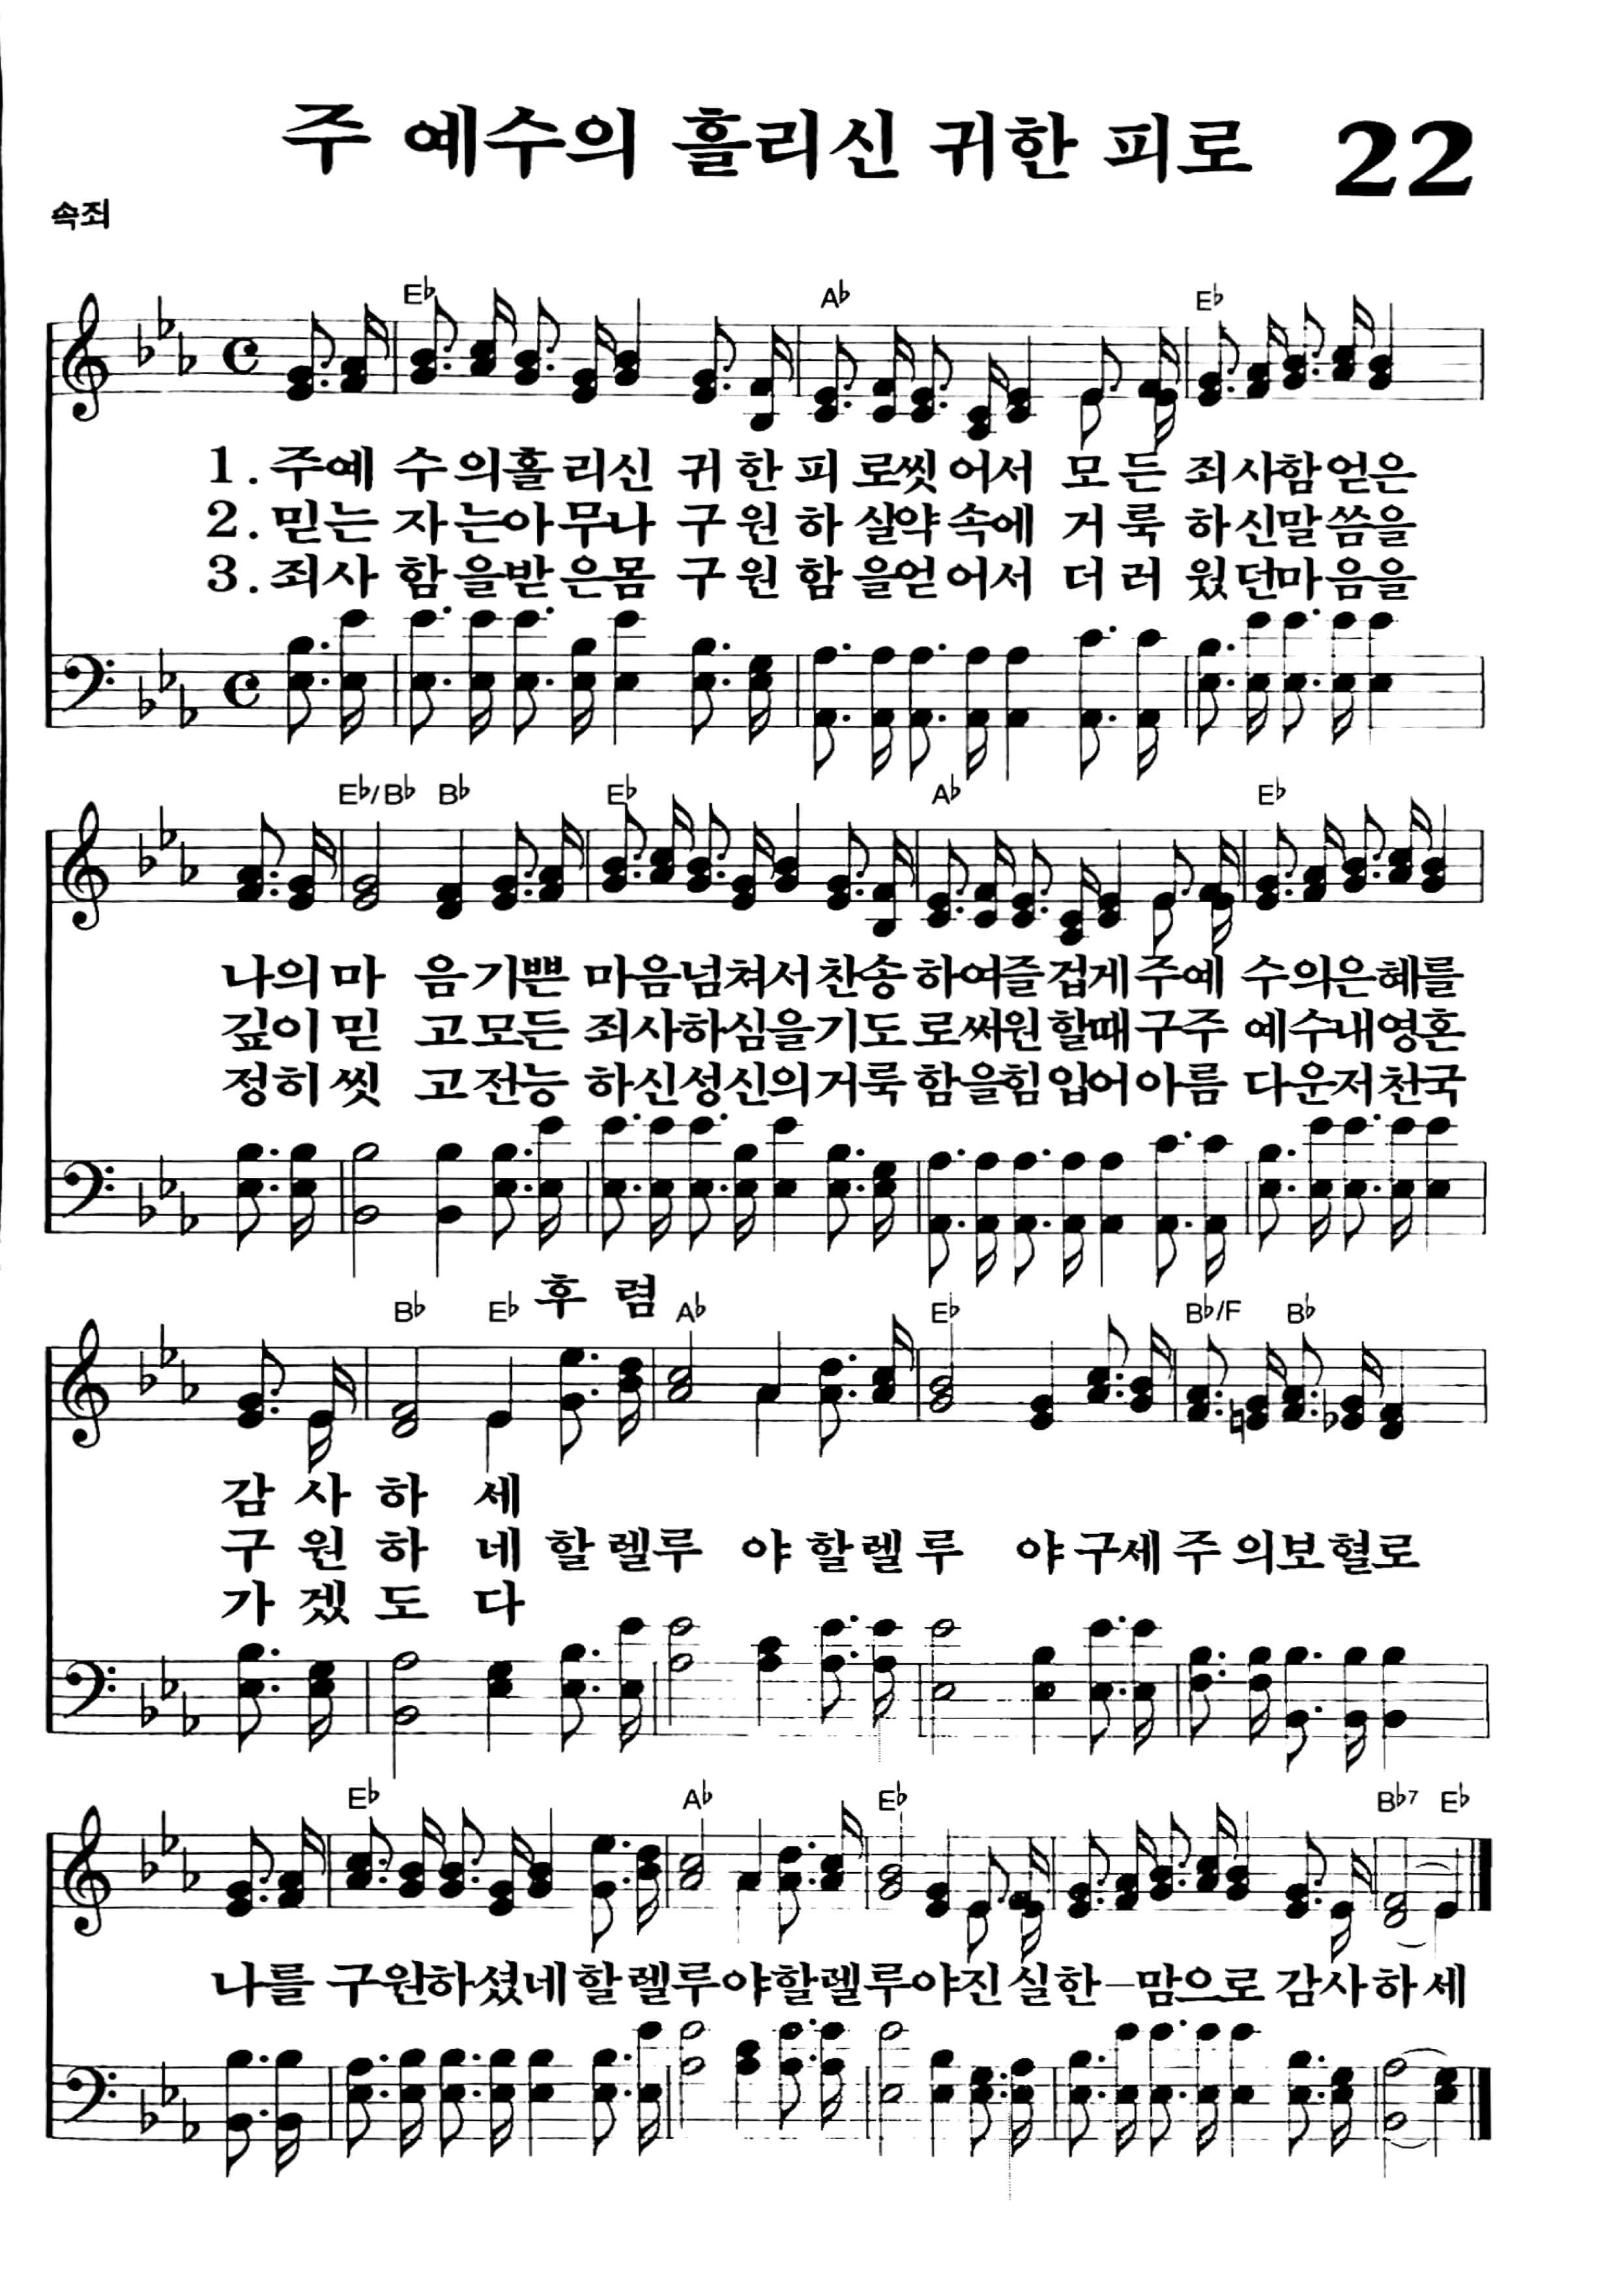 주 예수의 흘리신 귀한 피로 22
속죄
E♭ A♭ E♭
1. 주예 수의흘리신 귀한피로씻어서 모든 죄사함얻은
2. 믿는 자는아무나 구원하살약속에 거룩 하신말씀을
3. 죄사 함을받은몸 구원함을얻어서 더러 웠던마음을
E♭/B♭ B♭ E♭ A♭ E♭
나의마 음기쁜 마음넘쳐서찬송하여즐겁게주예 수의은혜를
깊이믿 고모든 죄사하심을기도로써원할때구주 예수내영혼
정히씻 고전능 하신성신의거룩함을힘입어아름 다운저천국
후 렴
B♭ E♭ A♭ E♭ B♭/F B♭
감사하 세
구원하 네할렐루 야할렐루 야구세주의보혈로
가겠도 다
E♭ A♭ E♭ B♭7 E♭
나를 구원하셨네할렐루야할렐루야진실한-맘으로 감사하세